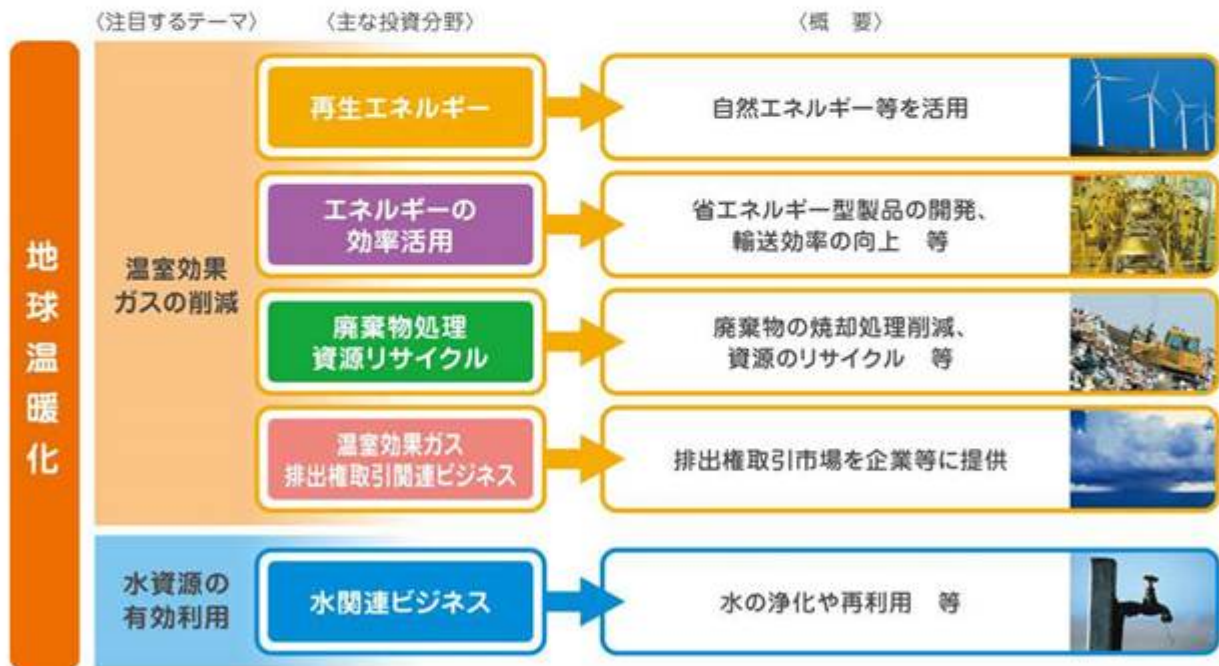 〈注目するテーマ〉 〈主な投資分野〉 〈概 要〉
地球温暖化
温室効果
ガスの削減
再生エネルギー
自然エネルギー等を活用
エネルギーの
効率活用
省エネルギー型製品の開発、
輸送効率の向上 等
廃棄物処理
資源リサイクル
廃棄物の焼却処理削減、
資源のリサイクル 等
温室効果ガス
排出権取引関連ビジネス
排出権取引市場を企業等に提供
水資源の
有効利用
水関連ビジネス
水の浄化や再利用 等